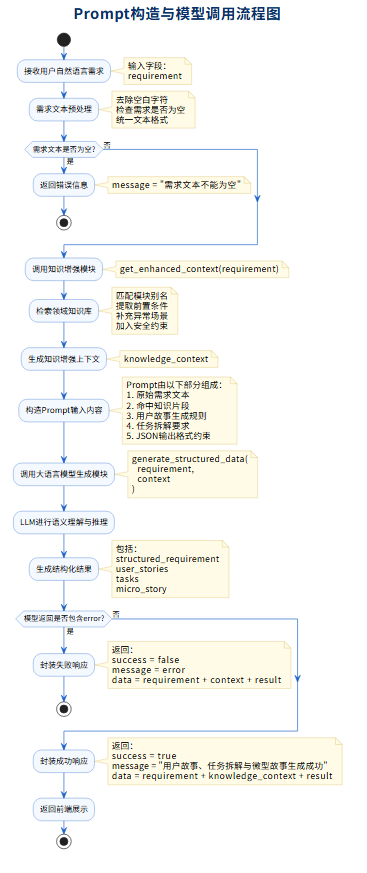 Prompt构造与模型调用流程图
接收用户自然语言需求
输入字段：
requirement
需求文本预处理
去除空白字符
检查需求是否为空
统一文本格式
需求文本是否为空?
否
是
返回错误信息
message = "需求文本不能为空"
调用知识增强模块
get_enhanced_context(requirement)
检索领域知识库
匹配模块别名
提取前置条件
补充异常场景
加入安全约束
生成知识增强上下文
knowledge_context
构造Prompt输入内容
Prompt由以下部分组成：
1. 原始需求文本
2. 命中知识片段
3. 用户故事生成规则
4. 任务拆解要求
5. JSON输出格式约束
调用大语言模型生成模块
generate_structured_data(
requirement,
context
)
LLM进行语义理解与推理
生成结构化结果
包括：
structured_requirement
user_stories
tasks
micro_story
模型返回是否包含error?
否
是
封装失败响应
返回：
success = false
message = error
data = requirement + context + result
封装成功响应
返回：
success = true
message = "用户故事、任务拆解与微型故事生成成功"
data = requirement + knowledge_context + result
返回前端展示